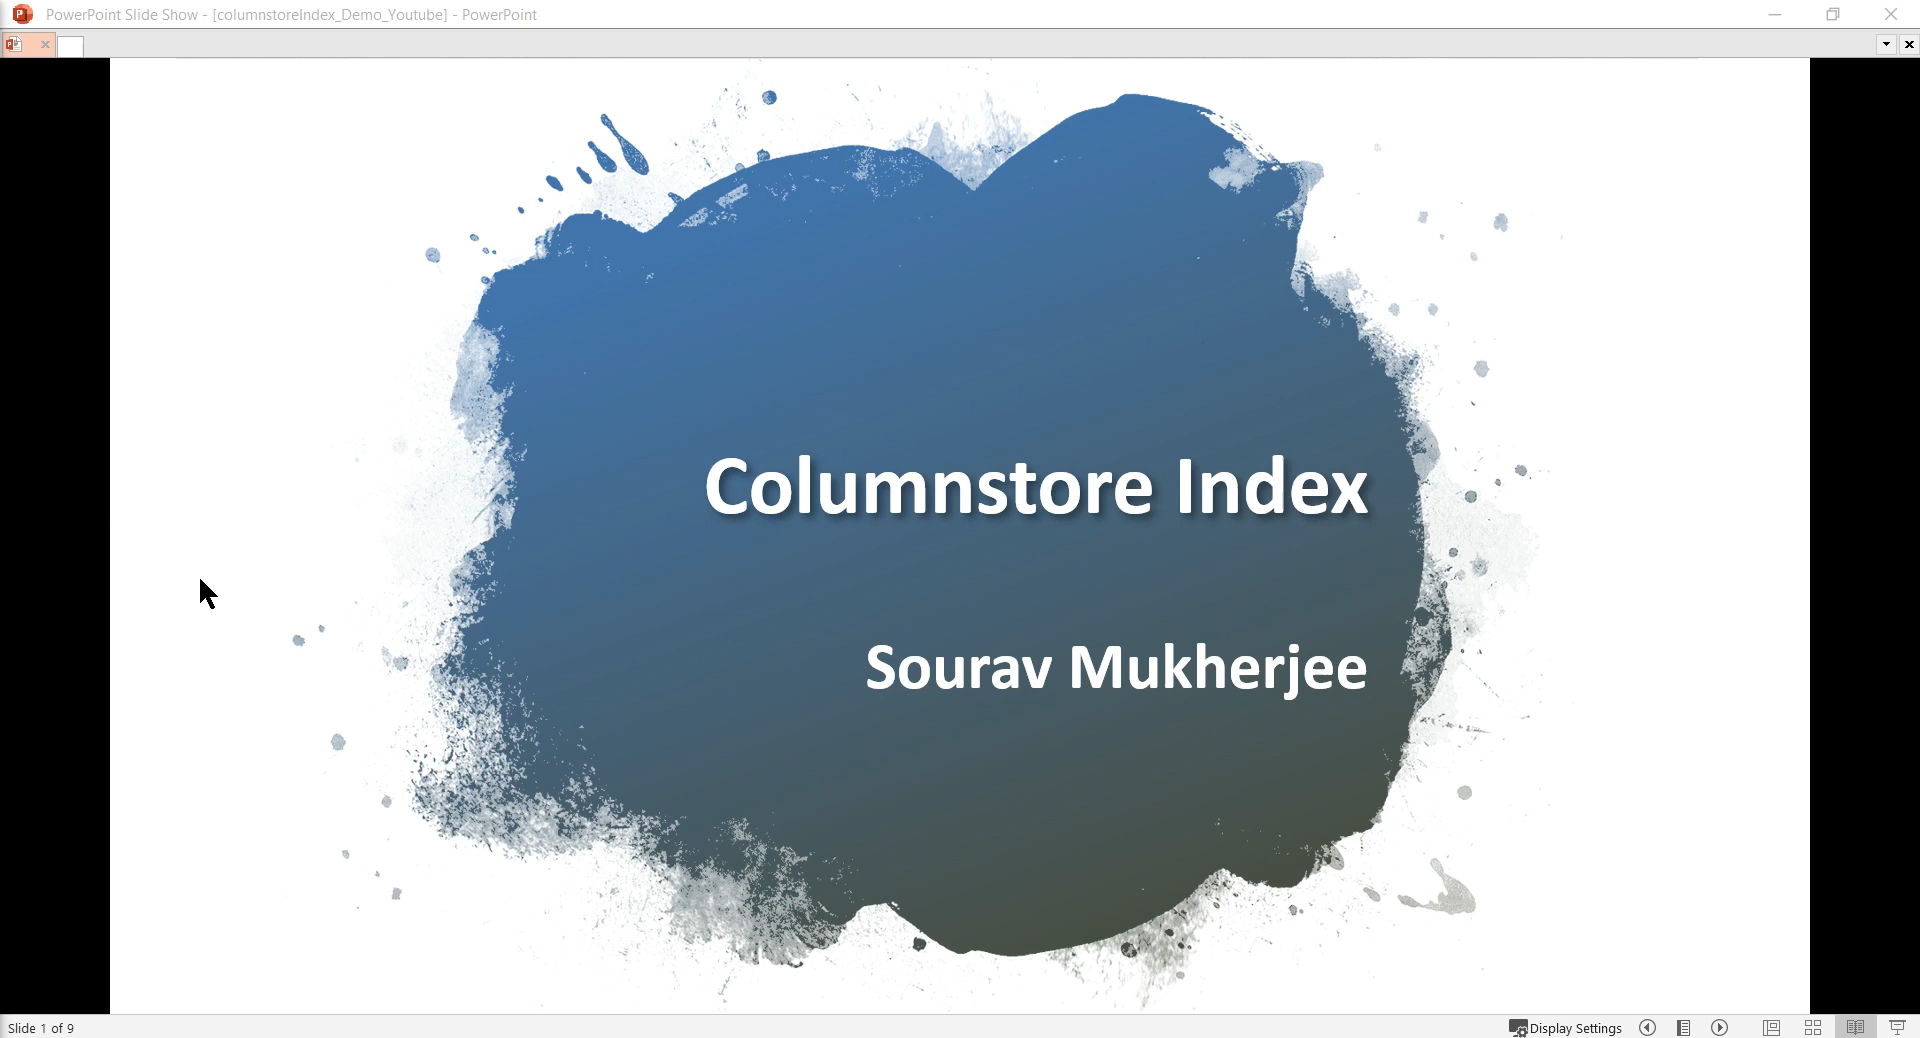 PowerPoint Slide Show - [columnstoreIndex_Demo_Youtube] - PowerPoint
Columnstore Index
Sourav Mukherjee
Slide 1 of 9
Display Settings